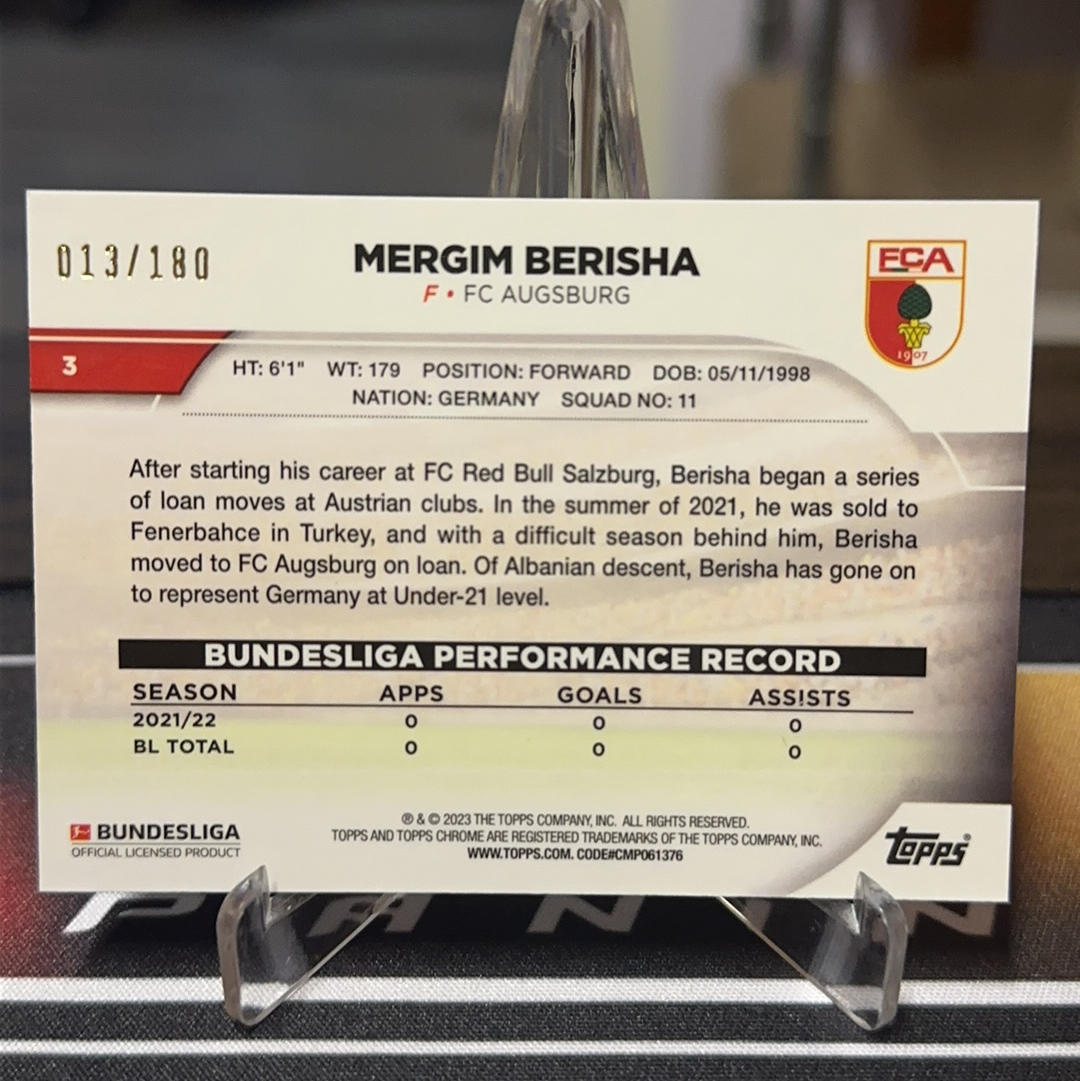 013/180
MERGIM BERISHA
F • FC AUGSBURG
FCA
1907
3
HT: 6'1" WT: 179 POSITION: FORWARD DOB: 05/11/1998
NATION: GERMANY SQUAD NO: 11
After starting his career at FC Red Bull Salzburg, Berisha began a series
of loan moves at Austrian clubs. In the summer of 2021, he was sold to
Fenerbahce in Turkey, and with a difficult season behind him, Berisha
moved to FC Augsburg on loan. Of Albanian descent, Berisha has gone on
to represent Germany at Under-21 level.
BUNDESLIGA PERFORMANCE RECORD
SEASON APPS GOALS ASSISTS
2021/22 0 0 0
BL TOTAL 0 0 0
BUNDESLIGA
OFFICIAL LICENSED PRODUCT
® & © 2023 THE TOPPS COMPANY, INC. ALL RIGHTS RESERVED.
TOPPS AND TOPPS CHROME ARE REGISTERED TRADEMARKS OF THE TOPPS COMPANY, INC.
WWW.TOPPS.COM. CODE#CMP061376
Topps®
PANINI